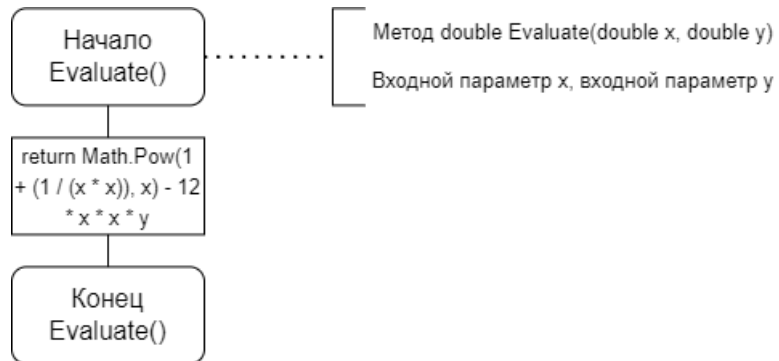 Начало
Evaluate()
Метод double Evaluate(double x, double y)
Входной параметр x, входной параметр y
return Math.Pow(1
+ (1 / (x * x)), x) - 12
* x * x * y
Конец
Evaluate()